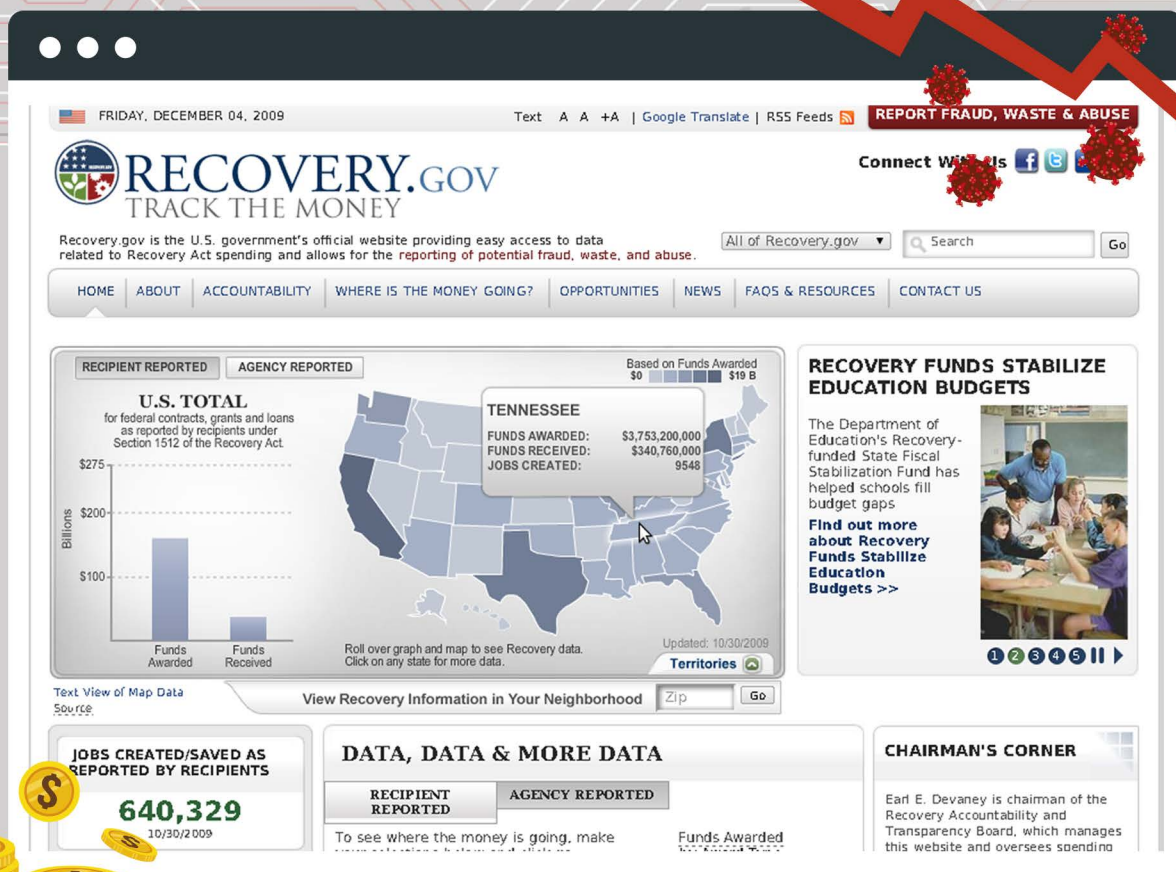 FRIDAY, DECEMBER 04, 2009
Text A A +A | Google Translate | RSS Feeds
REPORT FRAUD, WASTE & ABUSE
RECOVERY.GOV
TRACK THE MONEY
Connect With Us
Recovery.gov is the U.S. government's official website providing easy access to data
related to Recovery Act spending and allows for the reporting of potential fraud, waste, and abuse.
All of Recovery.gov
Search
Go
HOME
ABOUT
ACCOUNTABILITY
WHERE IS THE MONEY GOING?
OPPORTUNITIES
NEWS
FAQS & RESOURCES
CONTACT US
RECIPIENT REPORTED
AGENCY REPORTED
U.S. TOTAL
for federal contracts, grants and loans
as reported by recipients under
Section 1512 of the Recovery Act.
Billions
$275
$200
$100
Funds
Awarded
Funds
Received
Based on Funds Awarded
$0 $19 B
TENNESSEE
FUNDS AWARDED: $3,753,200,000
FUNDS RECEIVED: $340,760,000
JOBS CREATED: 9548
Roll over graph and map to see Recovery data.
Click on any state for more data.
Updated: 10/30/2009
Territories
RECOVERY FUNDS STABILIZE
EDUCATION BUDGETS
The Department of
Education's Recovery-
funded State Fiscal
Stabilization Fund has
helped schools fill
budget gaps
Find out more
about Recovery
Funds Stabilize
Education
Budgets >>
1 2 3 4 5
Text View of Map Data
Source
View Recovery Information in Your Neighborhood
Zip
Go
JOBS CREATED/SAVED AS
REPORTED BY RECIPIENTS
640,329
10/30/2009
DATA, DATA & MORE DATA
RECIPIENT
REPORTED
AGENCY REPORTED
To see where the money is going, make
Funds Awarded
CHAIRMAN'S CORNER
Earl E. Devaney is chairman of the
Recovery Accountability and
Transparency Board, which manages
this website and oversees spending